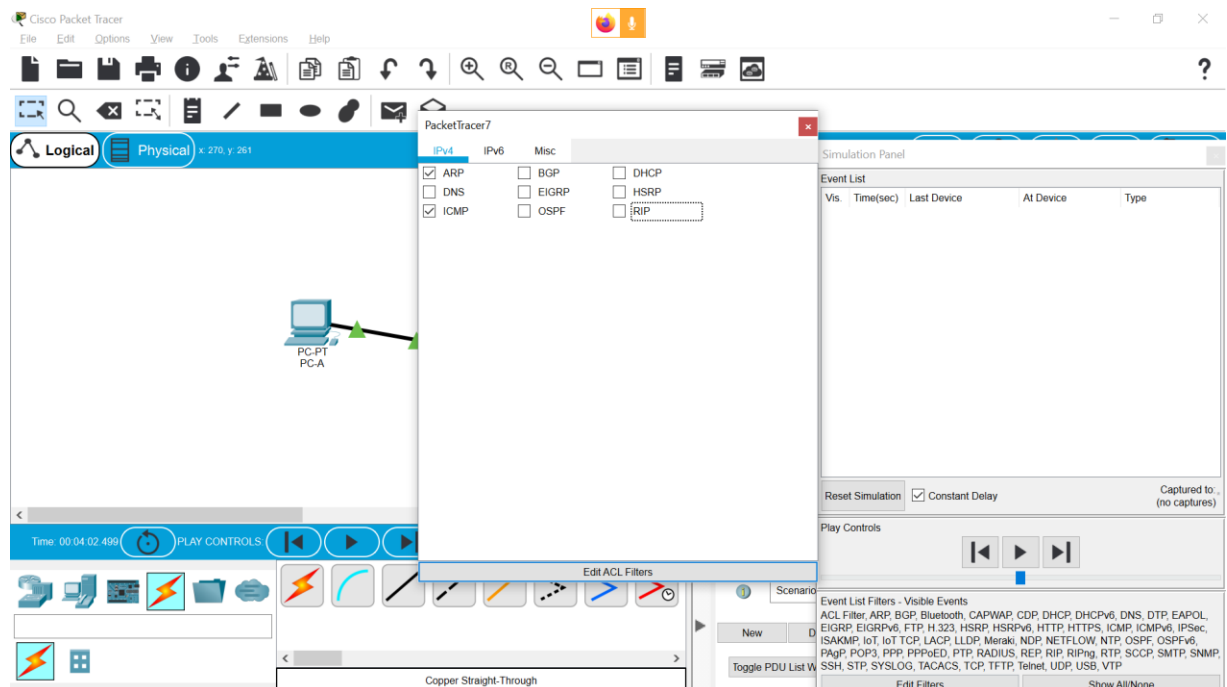 Cisco Packet Tracer
File Edit Options View Tools Extensions Help
?
Logical Physical x: 270, y: 261
PacketTracer7
IPv4 IPv6 Misc
ARP BGP DHCP
DNS EIGRP HSRP
ICMP OSPF RIP
Edit ACL Filters
PC-PT
PC-A
Simulation Panel
Event List
Vis. Time(sec) Last Device At Device Type
Reset Simulation Constant Delay
Captured to:
(no captures)
Play Controls
Time: 00:04:02.499 PLAY CONTROLS:
Scenario
New
Toggle PDU List
Copper Straight-Through
Event List Filters - Visible Events
ACL Filter, ARP, BGP, Bluetooth, CAPWAP, CDP, DHCP, DHCPv6, DNS, DTP, EAPOL,
EIGRP, EIGRPv6, FTP, H.323, HSRP, HSRPv6, HTTP, HTTPS, ICMP, ICMPv6, IPSec,
ISAKMP, IoT, IoT TCP, LACP, LLDP, Meraki, NDP, NETFLOW, NTP, OSPF, OSPFv6,
PAgP, POP3, PPP, PPPoED, PTP, RADIUS, REP, RIP, RIPng, RTP, SCCP, SMTP, SNMP,
SSH, STP, SYSLOG, TACACS, TCP, TFTP, Telnet, UDP, USB, VTP
Edit Filters Show All/None